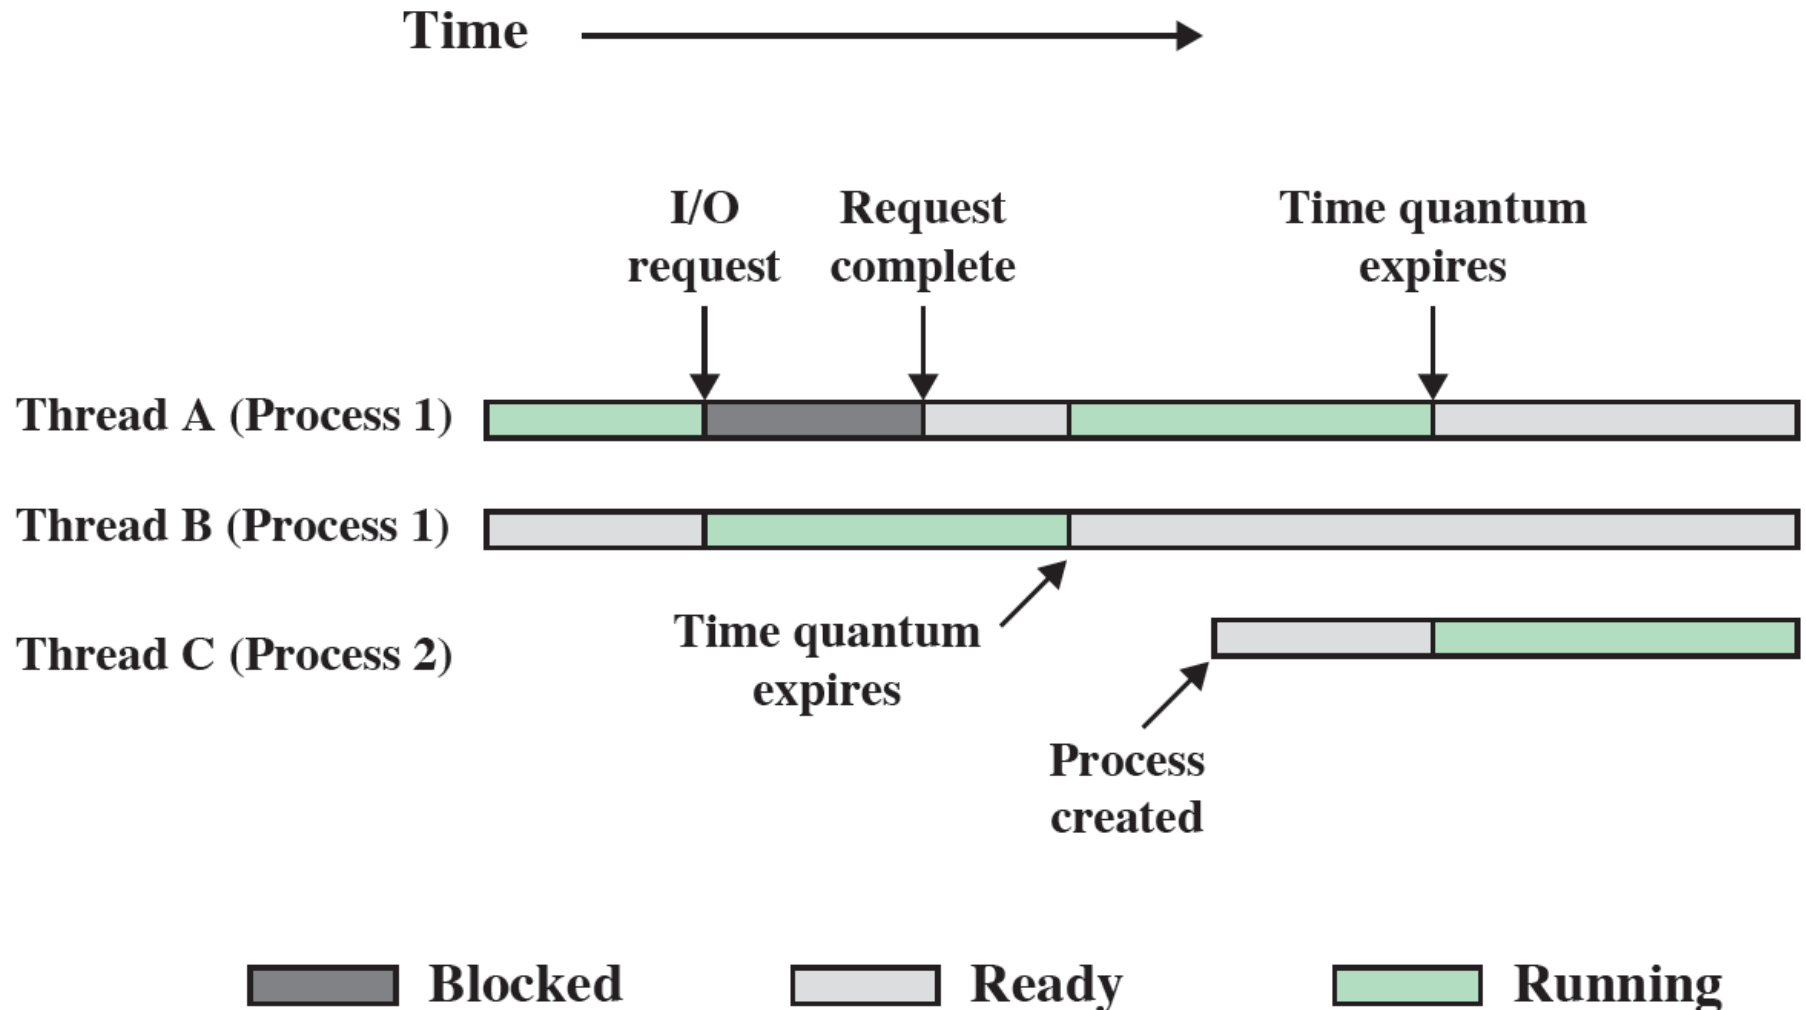 Time
I/O
request
Request
complete
Time quantum
expires
Thread A (Process 1)
Thread B (Process 1)
Time quantum
expires
Thread C (Process 2)
Process
created
Blocked
Ready
Running